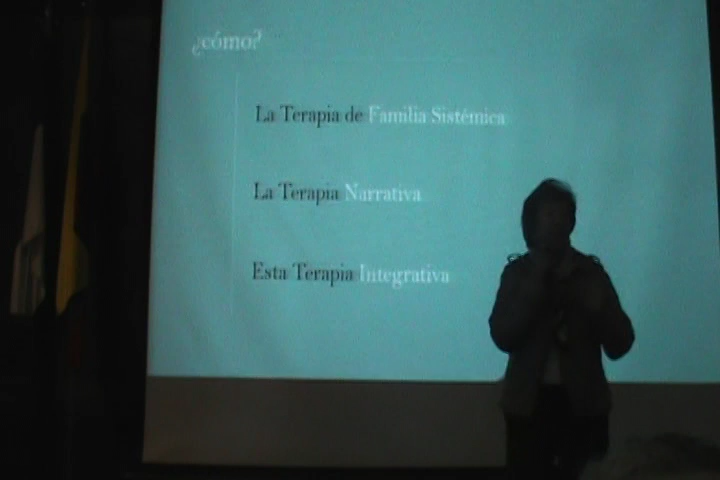 ¿cómo?
La Terapia de Familia Sistémica
La Terapia Narrativa
Esta Terapia Integrativa